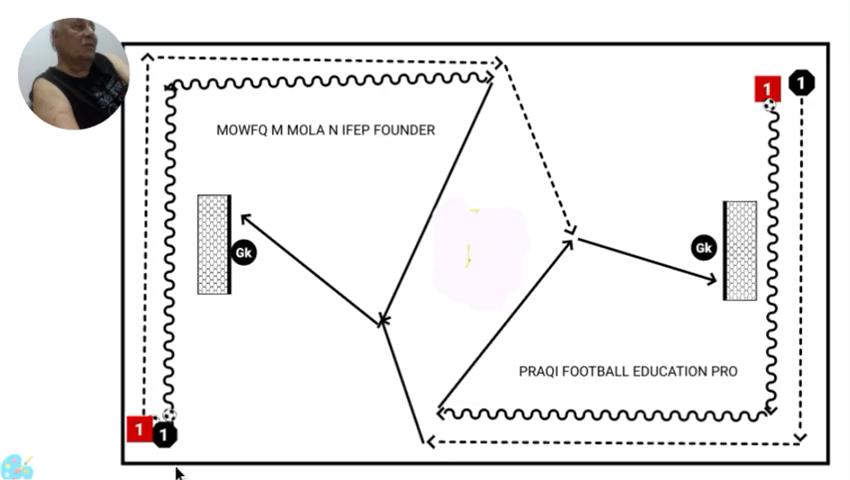 1
1
MOWFQ M MOLA N IFEP FOUNDER
Gk
Gk
PRAQI FOOTBALL EDUCATION PRO
1
1